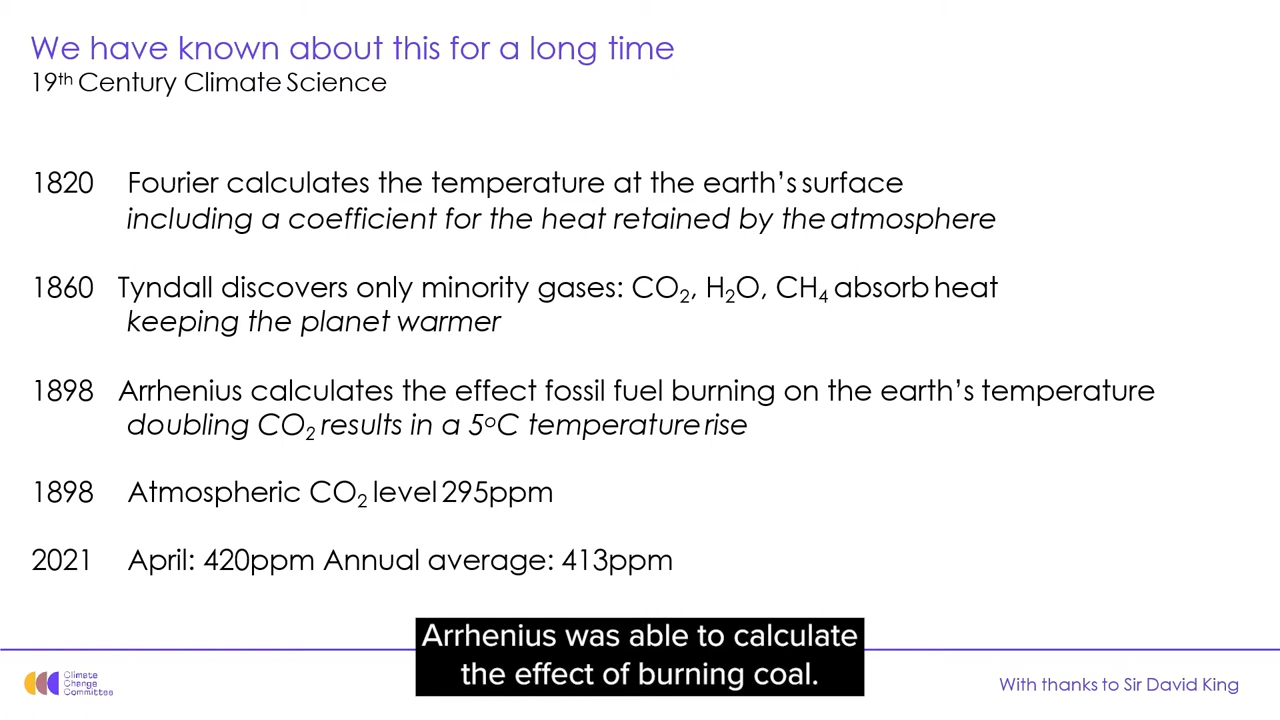 We have known about this for a long time
19th Century Climate Science
1820 Fourier calculates the temperature at the earth's surface
including a coefficient for the heat retained by the atmosphere
1860 Tyndall discovers only minority gases: CO2, H2O, CH4 absorb heat
keeping the planet warmer
1898 Arrhenius calculates the effect fossil fuel burning on the earth's temperature
doubling CO2 results in a 5oC temperature rise
1898 Atmospheric CO2 level 295ppm
2021 April: 420ppm Annual average: 413ppm
Arrhenius was able to calculate
the effect of burning coal.
Climate
Change
Committee
With thanks to Sir David King